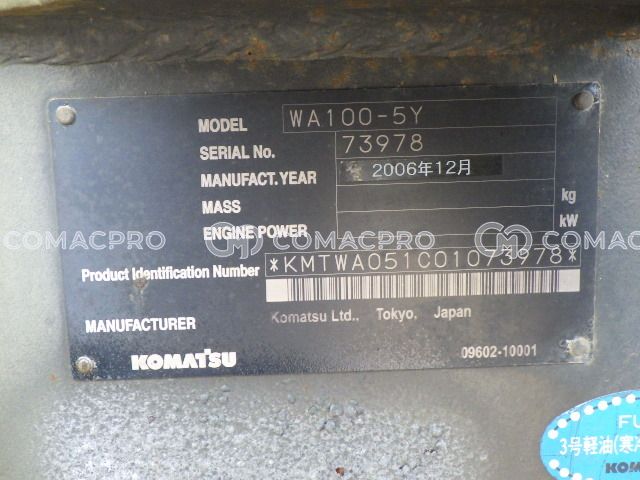 MODEL WA100-5Y
SERIAL No. 73978
MANUFACT.YEAR 2006年12月
MASS kg
ENGINE POWER kW
COMACPRO COMACPRO COMACPRO
Product Identification Number *KMTWA051C01073978*
MANUFACTURER Komatsu Ltd., Tokyo, Japan
KOMATSU 09602-10001
FU
3号軽油(寒
KOM